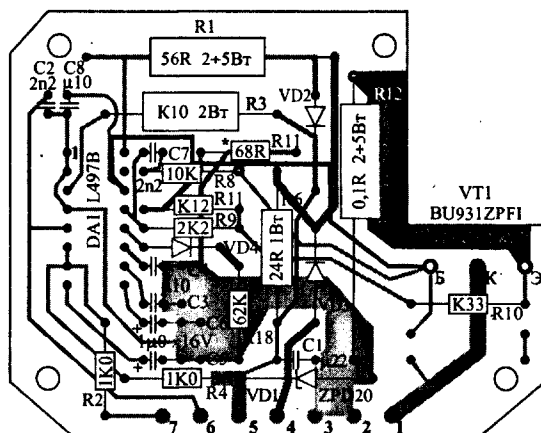 R1
56R 2÷5Вт
C2 C8
2n2 µ10
VD2
R12
K10 2Вт
R3
0,1R 2÷5Вт
1
L497B
DA1
C7
2n2
*
68R
R11
10K
R8
K12
R9
2K2
VD4
24R 1Вт
VT1
BU931ZPFI
Б
К
Э
K33
R10
C3
62K
16V
C1
1K0
R2
1K0
R4
VD1
ZPD20
7 6 5 4 3 2 1